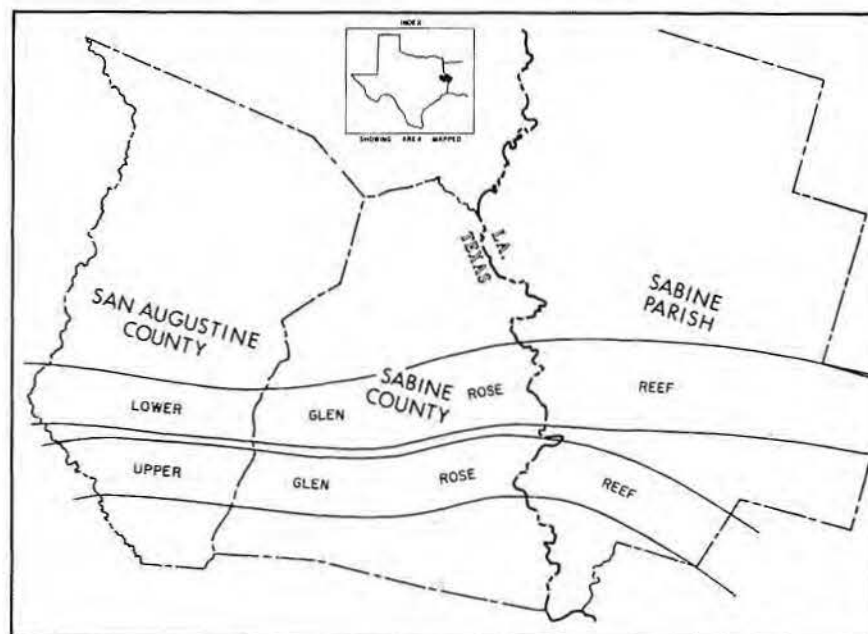 INDEX
SHOWING AREA MAPPED
TEXAS
LA.
SAN AUGUSTINE
COUNTY
SABINE
PARISH
SABINE
COUNTY
LOWER GLEN ROSE REEF
UPPER GLEN ROSE REEF